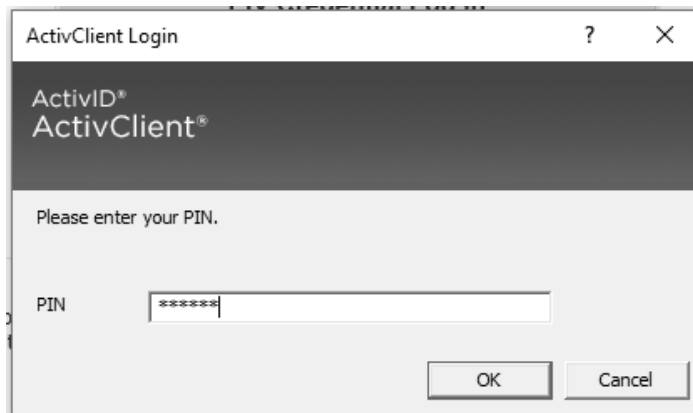 ActivClient Login ? X
ActivID®
ActivClient®
Please enter your PIN.
PIN ******
OK Cancel